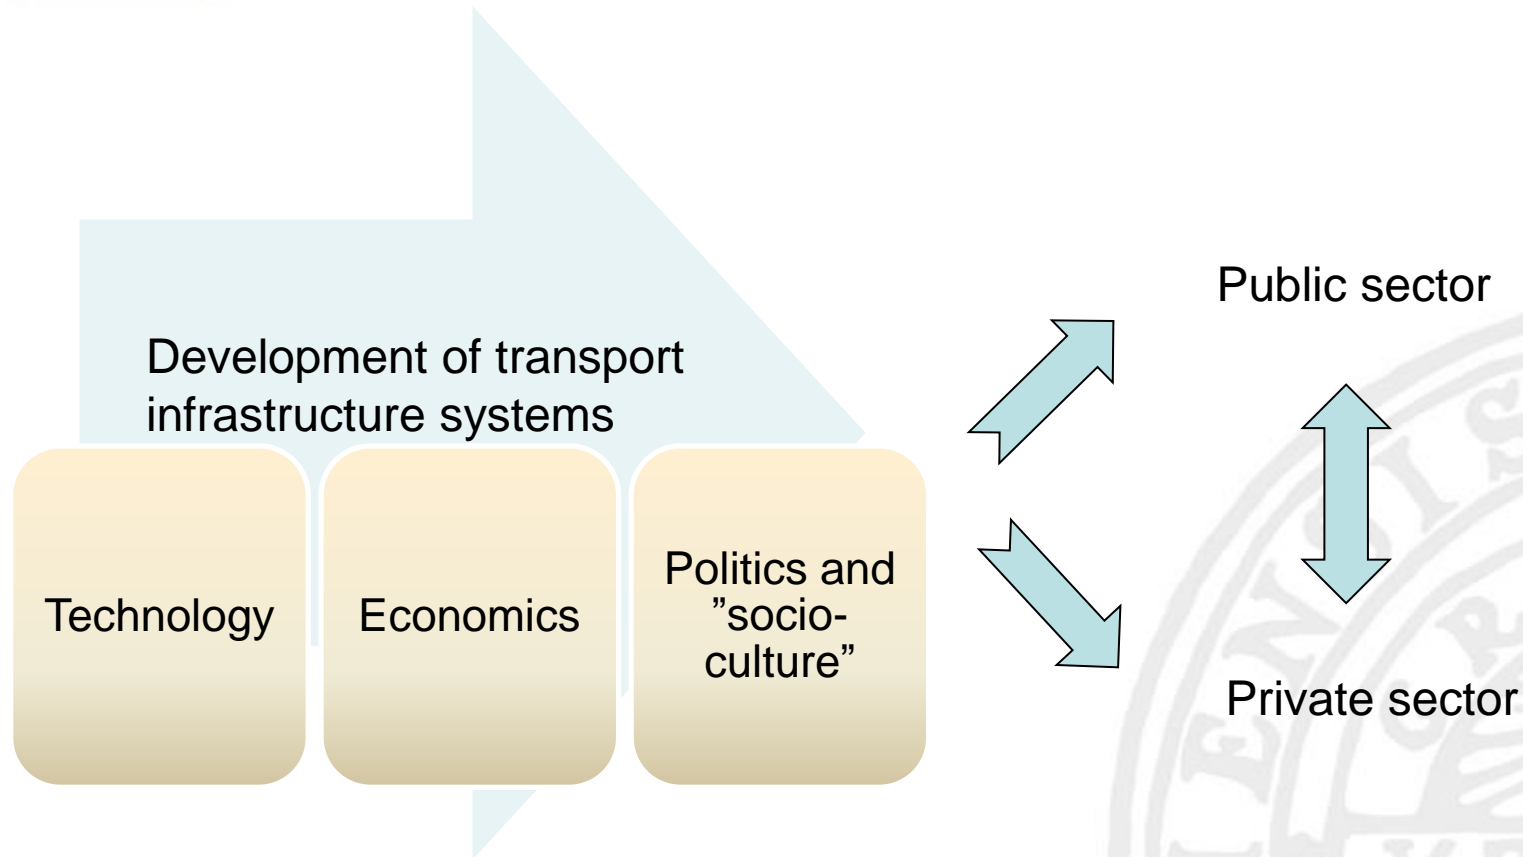 Public sector
Development of transport
infrastructure systems
Technology
Economics
Politics and
”socio-
culture”
Private sector